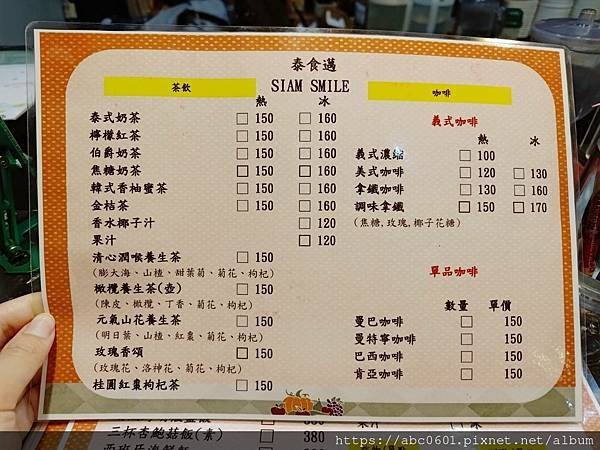 泰食邁
SIAM SMILE
茶飲
熱 冰
泰式奶茶 □ 150 □ 160
檸檬紅茶 □ 150 □ 160
伯爵奶茶 □ 150 □ 160
焦糖奶茶 □ 150 □ 160
韓式香柚蜜茶 □ 150 □ 160
金桔茶 □ 150 □ 160
香水椰子汁 □ 120
果汁 □ 120
清心潤喉養生茶 □ 150
(膨大海、山楂、甜葉菊、菊花、枸杞)
橄欖養生茶(壺) □ 150
(陳皮、橄欖、丁香、菊花、枸杞)
元氣山花養生茶 □ 150
(明日葉、山楂、紅棗、菊花、枸杞)
玫瑰香頌 □ 150
(玫瑰花、洛神花、菊花、枸杞)
桂圓紅棗枸杞茶 □ 150
咖啡
義式咖啡
熱 冰
義式濃縮 □ 100
美式咖啡 □ 120 □ 130
拿鐵咖啡 □ 130 □ 160
調味拿鐵 □ 150 □ 170
(焦糖,玫瑰,椰子花糖)
單品咖啡
數量 單價
曼巴咖啡 □ 150
曼特寧咖啡 □ 150
巴西咖啡 □ 150
肯亞咖啡 □ 150
三杯杏鮑菇飯(素) □ 380
https://abc0601.pixnet.net/album